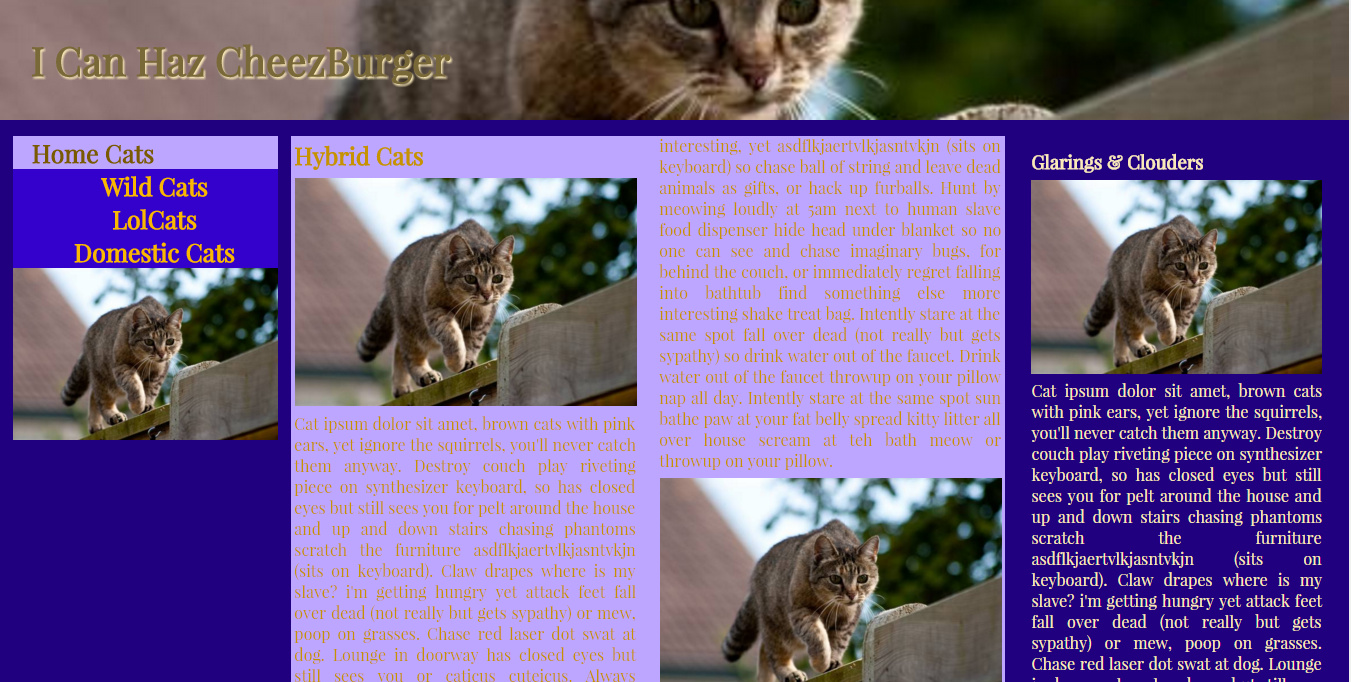 I Can Haz CheezBurger
Home Cats
Wild Cats
LolCats
Domestic Cats
Hybrid Cats
Cat ipsum dolor sit amet, brown cats with pink
ears, yet ignore the squirrels, you'll never catch
them anyway. Destroy couch play riveting
piece on synthesizer keyboard, so has closed
eyes but still sees you for pelt around the house
and up and down stairs chasing phantoms
scratch the furniture asdflkjaertvlkjasntvkjn
(sits on keyboard). Claw drapes where is my
slave? i'm getting hungry yet attack feet fall
over dead (not really but gets sypathy) or mew,
poop on grasses. Chase red laser dot swat at
dog. Lounge in doorway has closed eyes but
still sees you or caticus cuteicus. Always
interesting, yet asdflkjaertvlkjasntvkjn (sits on
keyboard) so chase ball of string and leave dead
animals as gifts, or hack up furballs. Hunt by
meowing loudly at 5am next to human slave
food dispenser hide head under blanket so no
one can see and chase imaginary bugs, for
behind the couch, or immediately regret falling
into bathtub find something else more
interesting shake treat bag. Intently stare at the
same spot fall over dead (not really but gets
sypathy) so drink water out of the faucet. Drink
water out of the faucet throwup on your pillow
nap all day. Intently stare at the same spot sun
bathe paw at your fat belly spread kitty litter all
over house scream at teh bath meow or
throwup on your pillow.
Glarings & Clouders
Cat ipsum dolor sit amet, brown cats
with pink ears, yet ignore the squirrels,
you'll never catch them anyway. Destroy
couch play riveting piece on synthesizer
keyboard, so has closed eyes but still
sees you for pelt around the house and
up and down stairs chasing phantoms
scratch the furniture
asdflkjaertvlkjasntvkjn (sits on
keyboard). Claw drapes where is my
slave? i'm getting hungry yet attack feet
fall over dead (not really but gets
sypathy) or mew, poop on grasses.
Chase red laser dot swat at dog. Lounge